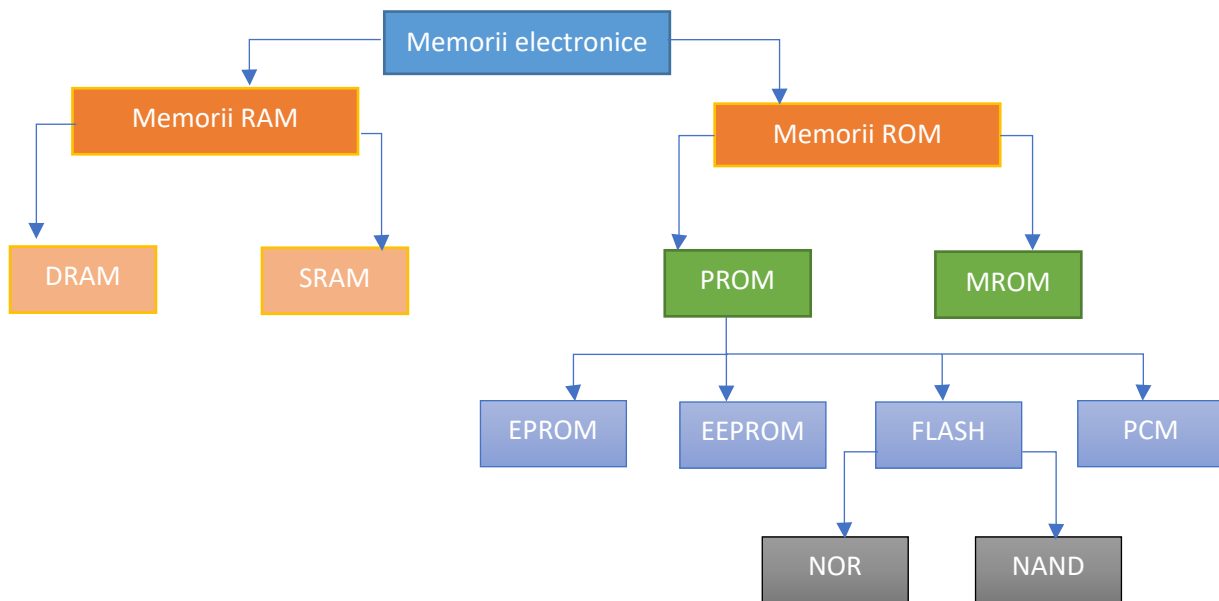 Memorii electronice
Memorii RAM
Memorii ROM
DRAM
SRAM
PROM
MROM
EPROM
EEPROM
FLASH
PCM
NOR
NAND